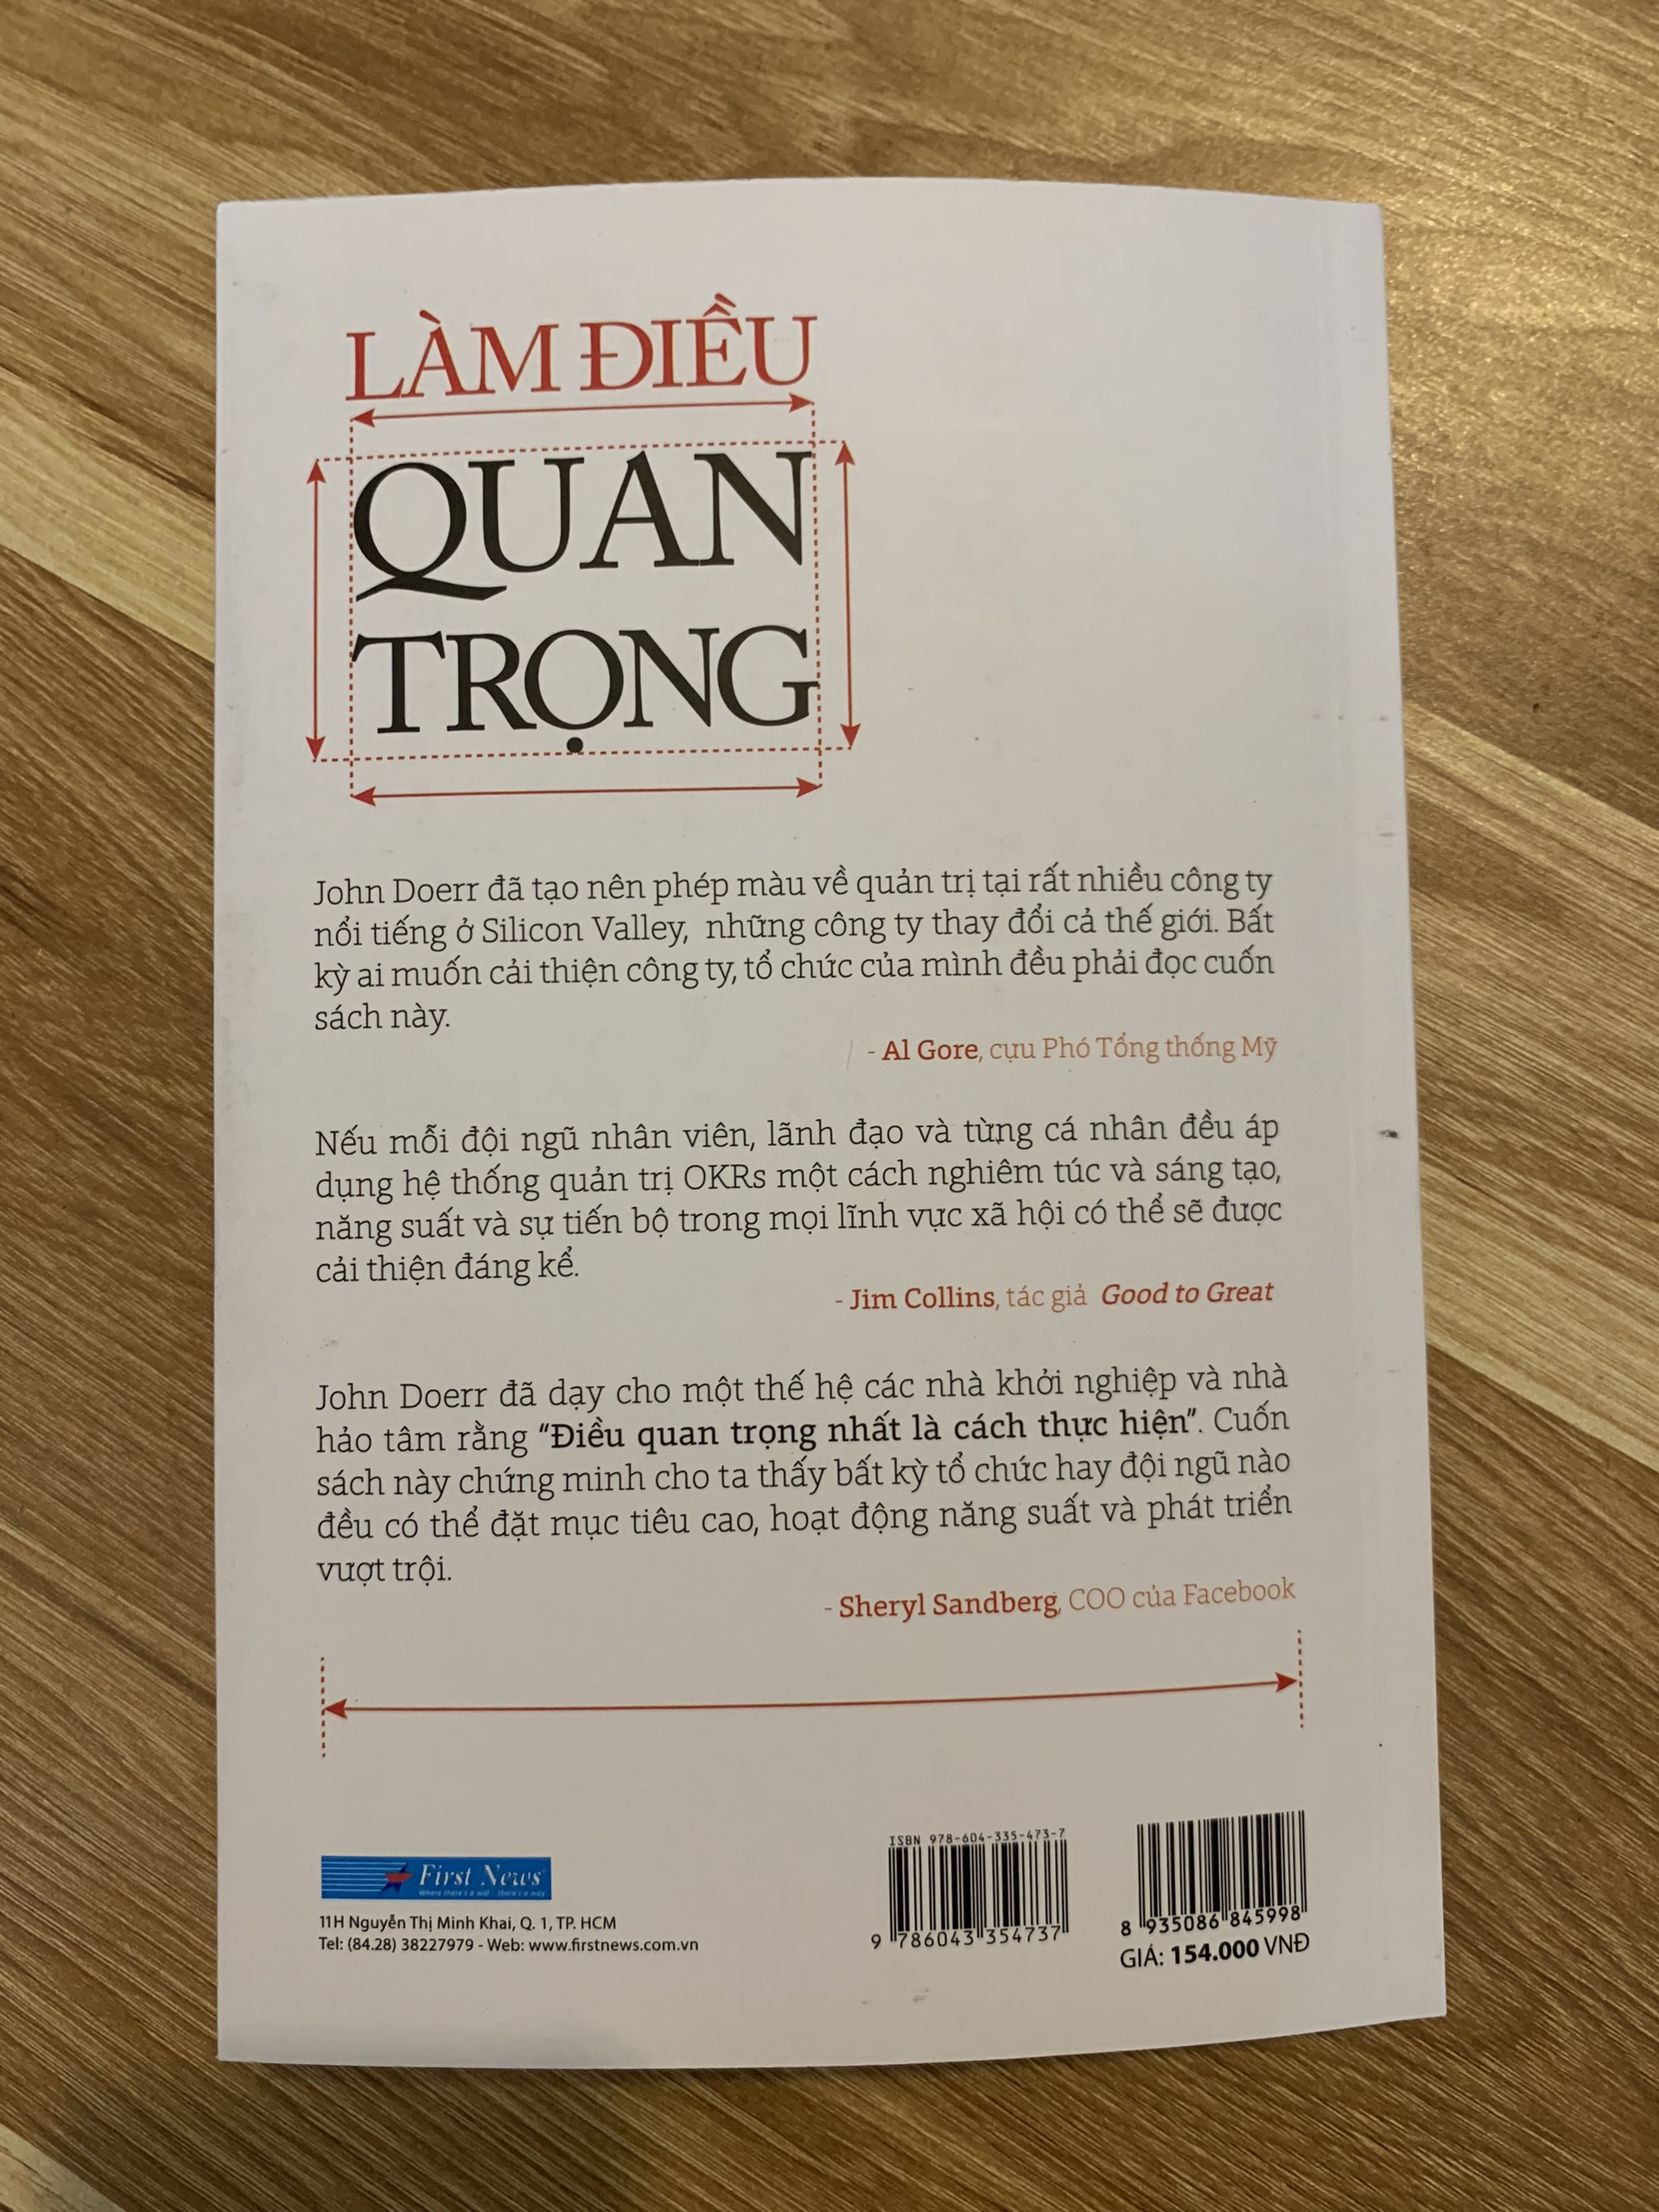 LÀM ĐIỀU
QUAN
TRỌNG
John Doerr đã tạo nên phép màu về quản trị tại rất nhiều công ty
nổi tiếng ở Silicon Valley, những công ty thay đổi cả thế giới. Bất
kỳ ai muốn cải thiện công ty, tổ chức của mình đều phải đọc cuốn
sách này.
- Al Gore, cựu Phó Tổng thống Mỹ
Nếu mỗi đội ngũ nhân viên, lãnh đạo và từng cá nhân đều áp
dụng hệ thống quản trị OKRs một cách nghiêm túc và sáng tạo,
năng suất và sự tiến bộ trong mọi lĩnh vực xã hội có thể sẽ được
cải thiện đáng kể.
- Jim Collins, tác giả Good to Great
John Doerr đã dạy cho một thế hệ các nhà khởi nghiệp và nhà
hảo tâm rằng “Điều quan trọng nhất là cách thực hiện”. Cuốn
sách này chứng minh cho ta thấy bất kỳ tổ chức hay đội ngũ nào
đều có thể đặt mục tiêu cao, hoạt động năng suất và phát triển
vượt trội.
- Sheryl Sandberg, COO của Facebook
First News
Where there's a will - there's a way
11H Nguyễn Thị Minh Khai, Q. 1, TP. HCM
Tel: (84.28) 38227979 - Web: www.firstnews.com.vn
ISBN 978-604-335-473-7
9 786043 354737
8 935086 845998
GIÁ: 154.000 VNĐ